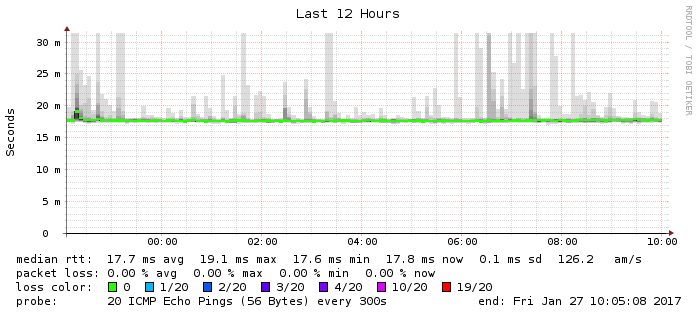 Last 12 Hours
RRDTOOL / TOBI OETIKER
Seconds
30 m
25 m
20 m
15 m
10 m
5 m
0
00:00 02:00 04:00 06:00 08:00 10:00
median rtt: 17.7 ms avg 19.1 ms max 17.6 ms min 17.8 ms now 0.1 ms sd 126.2 am/s
packet loss: 0.00 % avg 0.00 % max 0.00 % min 0.00 % now
loss color: 0 1/20 2/20 3/20 4/20 10/20 19/20
probe: 20 ICMP Echo Pings (56 Bytes) every 300s end: Fri Jan 27 10:05:08 2017